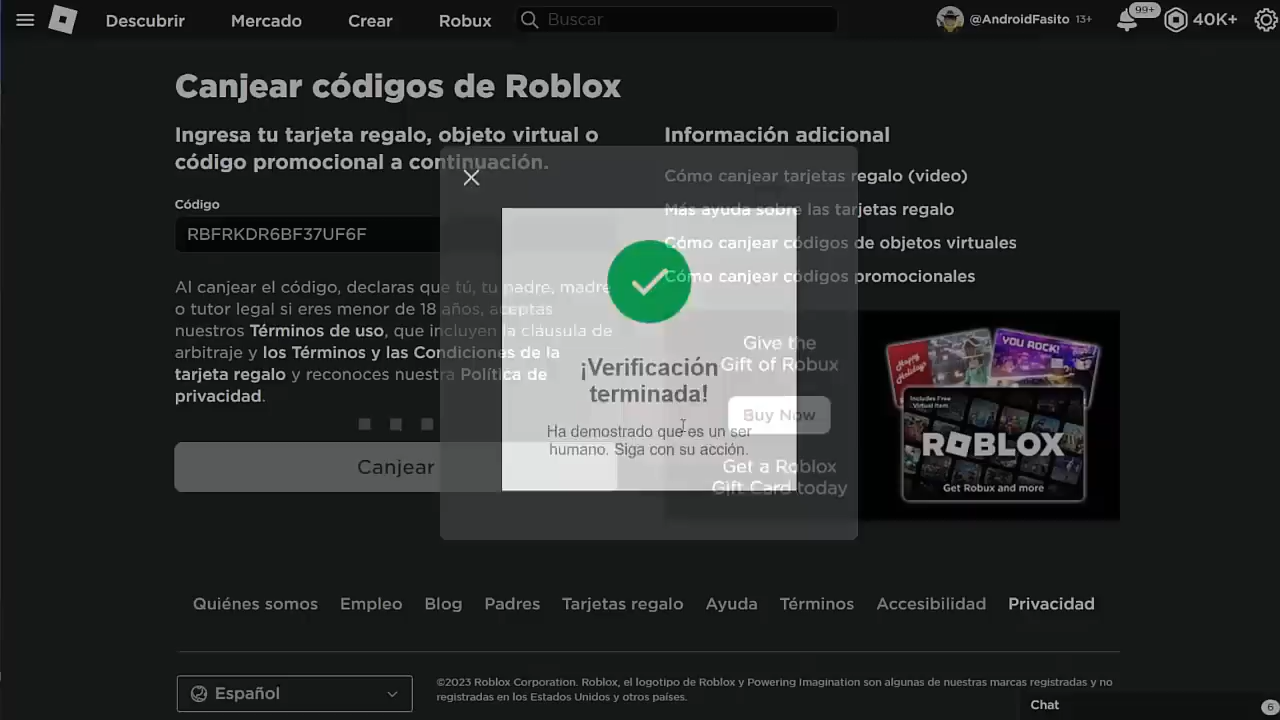 Descubrir Mercado Crear Robux Buscar @AndroidFasito 13+ 99+ 40K+
Canjear códigos de Roblox
Ingresa tu tarjeta regalo, objeto virtual o
código promocional a continuación.
Código
RBFRKDR6BF37UF6F
Al canjear el código, declaras que tú, tu padre, madre
o tutor legal si eres menor de 18 años, aceptas
nuestros Términos de uso, que incluyen la cláusula de
arbitraje y los Términos y las Condiciones de la
tarjeta regalo y reconoces nuestra Política de
privacidad.
Canjear
¡Verificación
terminada!
Ha demostrado que es un ser
humano. Siga con su acción.
Información adicional
Cómo canjear tarjetas regalo (video)
Más ayuda sobre las tarjetas regalo
Cómo canjear códigos de objetos virtuales
Cómo canjear códigos promocionales
Give the
Gift of Robux
Buy Now
Get a Roblox
Gift Card today
Happy
Holidays
YOU ROCK!
Includes Free
Virtual Item
ROBLOX
Get Robux and more
Quiénes somos Empleo Blog Padres Tarjetas regalo Ayuda Términos Accesibilidad Privacidad
Español
©2023 Roblox Corporation. Roblox, el logotipo de Roblox y Powering Imagination son algunas de nuestras marcas registradas y no
registradas en los Estados Unidos y otros países.
Chat 6